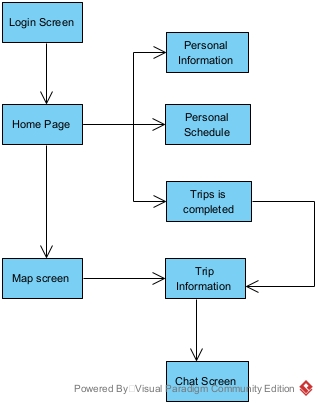 Login Screen
Personal
Information
Home Page
Personal
Schedule
Trips is
completed
Map screen
Trip
Information
Chat Screen
Powered By Visual Paradigm Community Edition